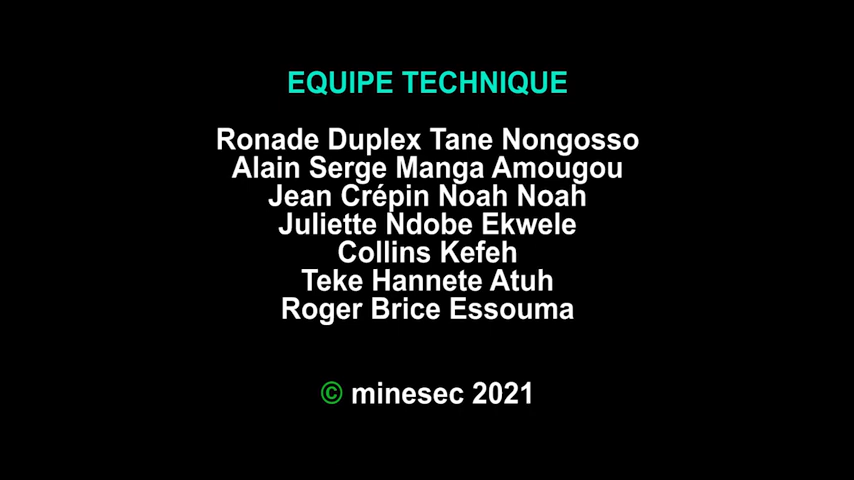 EQUIPE TECHNIQUE
Ronade Duplex Tane Nongosso
Alain Serge Manga Amougou
Jean Crépin Noah Noah
Juliette Ndobe Ekwele
Collins Kefeh
Teke Hannete Atuh
Roger Brice Essouma
© minesec 2021